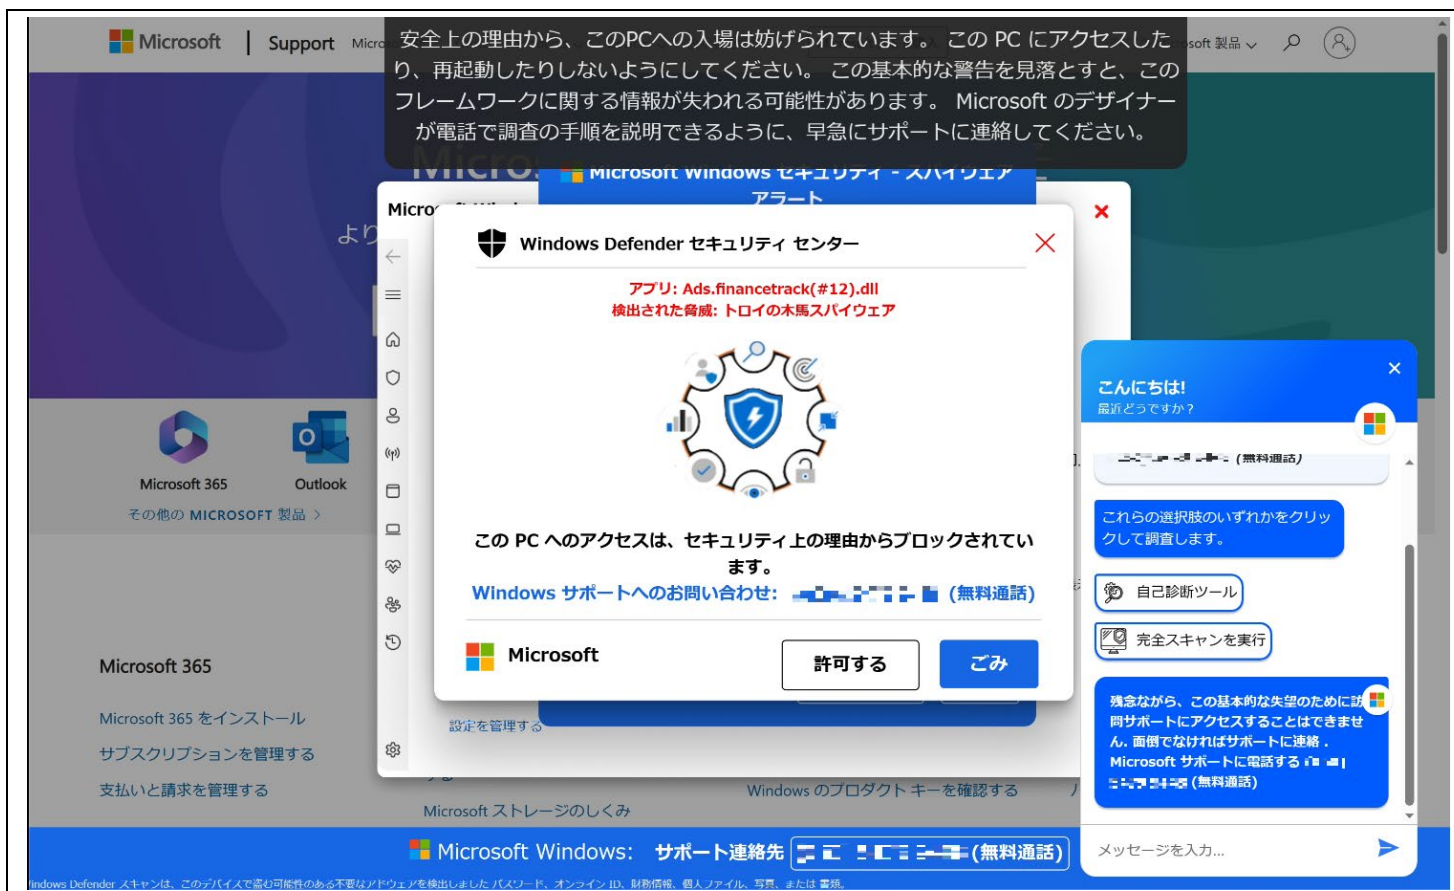 Microsoft
Support
安全上の理由から、このPCへの入場は妨げられています。 この PC にアクセスした
り、再起動したりしないようにしてください。 この基本的な警告を見落とすと、この
フレームワークに関する情報が失われる可能性があります。 Microsoft のデザイナー
が電話で調査の手順を説明できるように、早急にサポートに連絡してください。
製品
Microsoft Windows セキュリティ - スパイウェア
アラート
より
Windows Defender セキュリティ センター
アプリ: Ads.financetrack(#12).dll
検出された脅威: トロイの木馬スパイウェア
この PC へのアクセスは、セキュリティ上の理由からブロックされてい
ます。
Windows サポートへのお問い合わせ: (無料通話)
Microsoft
許可する
ごみ
設定を管理する
Microsoft 365
Outlook
その他の MICROSOFT 製品 >
Microsoft 365
Microsoft 365 をインストール
サブスクリプションを管理する
支払いと請求を管理する
Microsoft ストレージのしくみ
Windows のプロダクト キーを確認する
こんにちは!
最近どうですか?
(無料通話)
これらの選択肢のいずれかをクリッ
クして調査します。
自己診断ツール
完全スキャンを実行
残念ながら、この基本的な失望のために訪
問サポートにアクセスすることはできませ
ん. 面倒でなければサポートに連絡 .
Microsoft サポートに電話する
(無料通話)
メッセージを入力...
Microsoft Windows: サポート連絡先 (無料通話)
indows Defender スキャンは、このデバイスで盗む可能性のある不要なアドウェアを検出しました パスワード、オンライン ID、財務情報、個人ファイル、写真、または 書類。